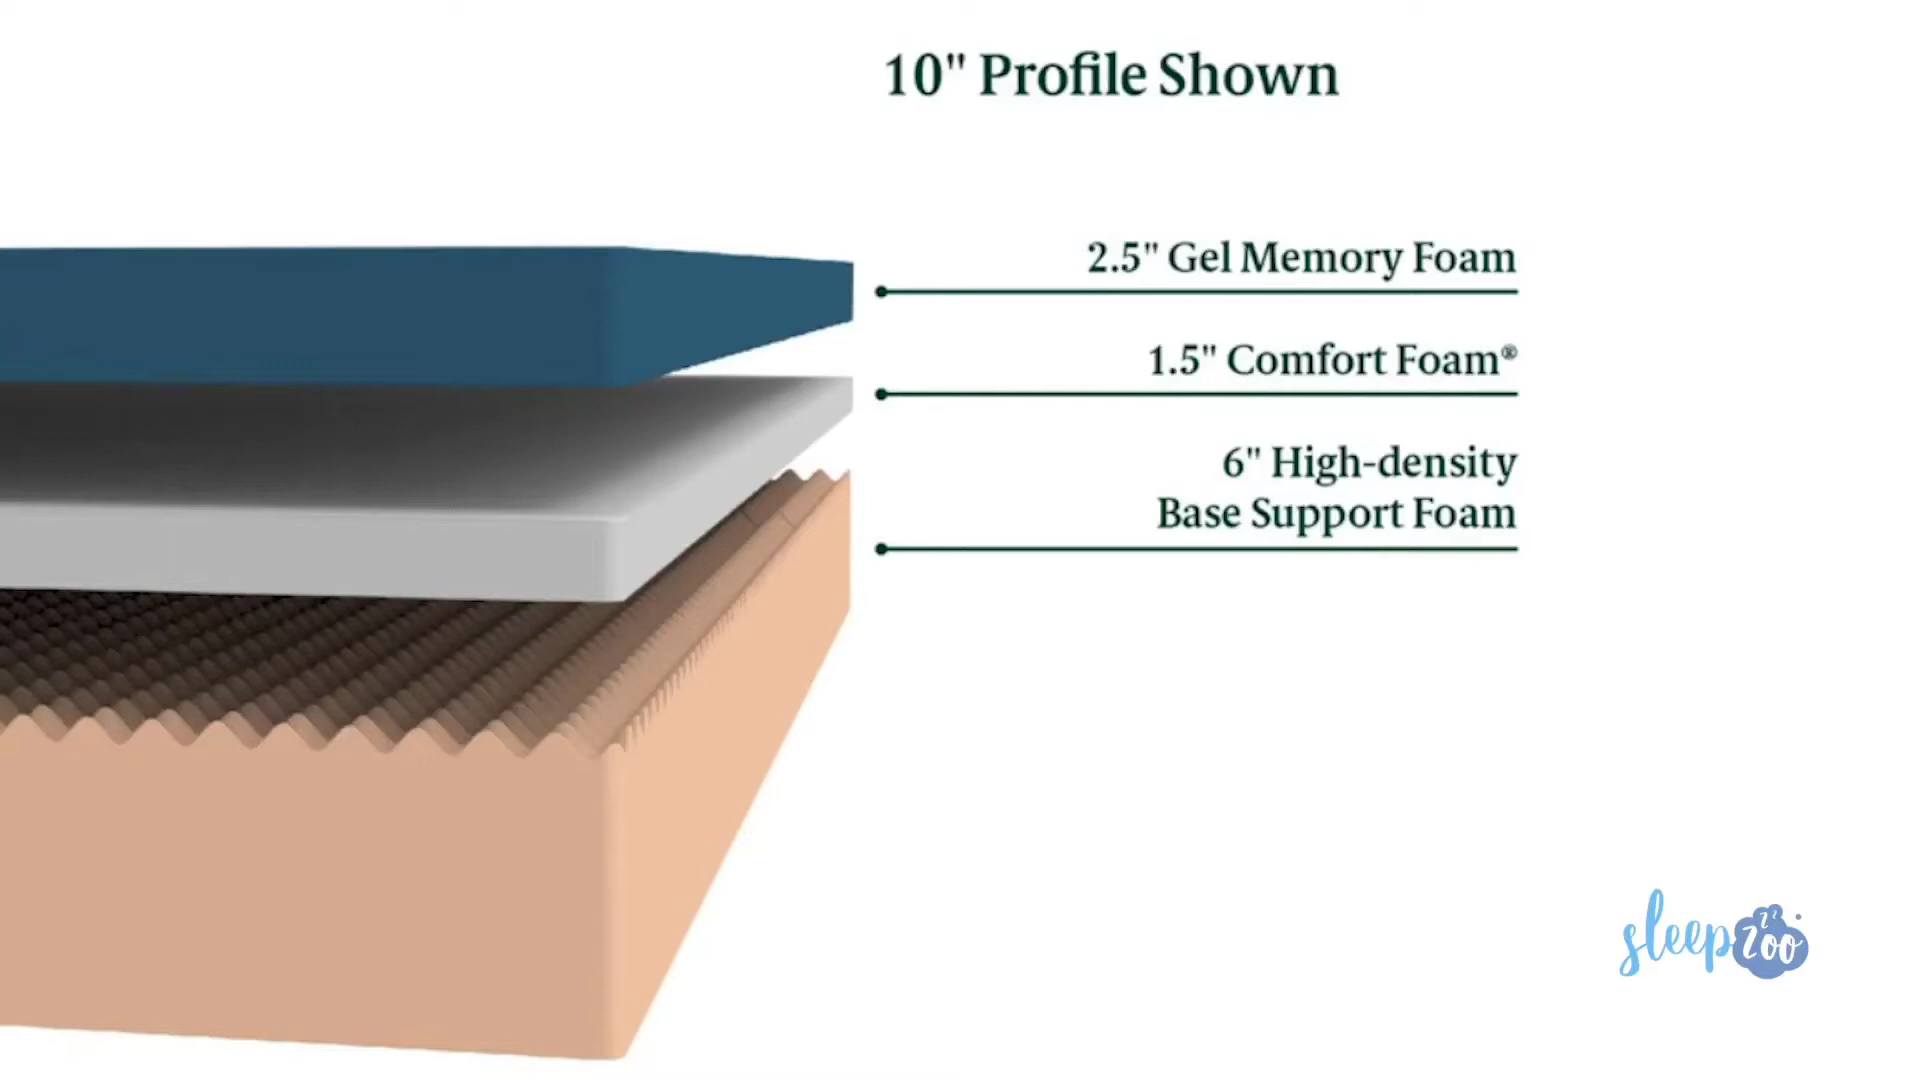 10" Profile Shown
2.5" Gel Memory Foam
1.5" Comfort Foam®
6" High-density
Base Support Foam
sleep zoo
zz